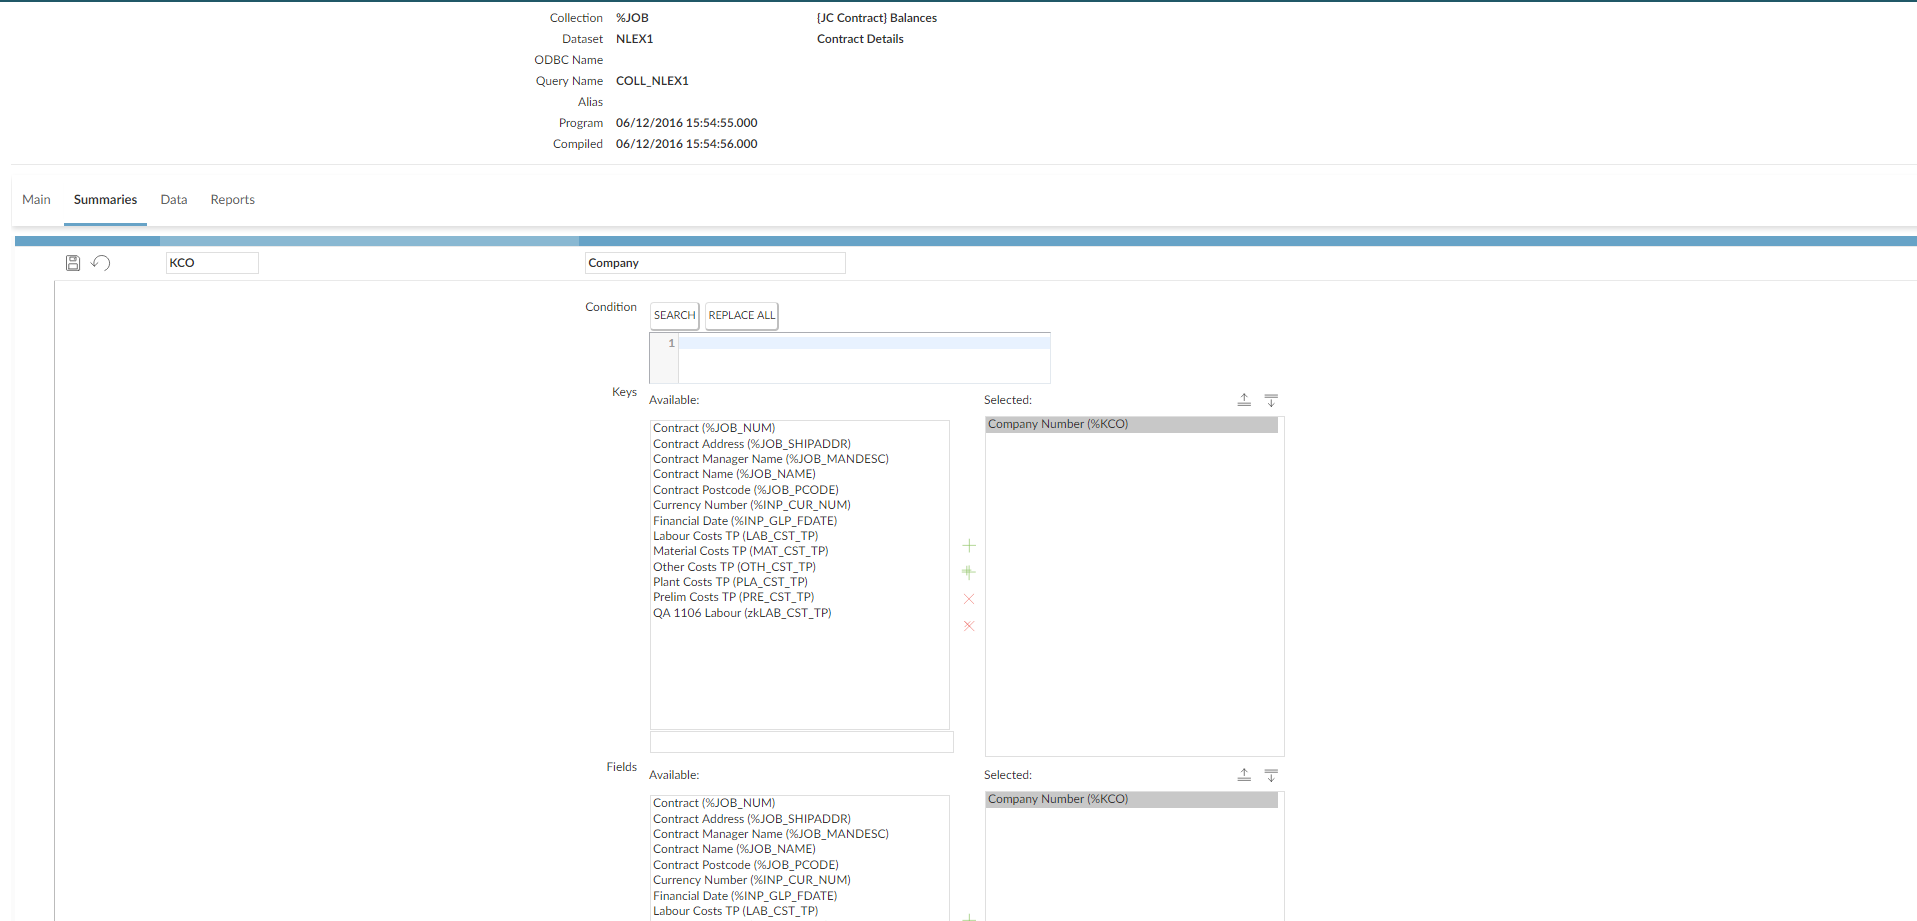 Collection %JOB {JC Contract} Balances
Dataset NLEX1 Contract Details
ODBC Name
Query Name COLL_NLEX1
Alias
Program 06/12/2016 15:54:55.000
Compiled 06/12/2016 15:54:56.000
Main Summaries Data Reports
KCO Company
Condition SEARCH REPLACE ALL
1
Keys Available: Selected:
Contract (%JOB_NUM)
Contract Address (%JOB_SHIPADDR)
Contract Manager Name (%JOB_MANDESC)
Contract Name (%JOB_NAME)
Contract Postcode (%JOB_PCODE)
Currency Number (%INP_CUR_NUM)
Financial Date (%INP_GLP_FDATE)
Labour Costs TP (LAB_CST_TP)
Material Costs TP (MAT_CST_TP)
Other Costs TP (OTH_CST_TP)
Plant Costs TP (PLA_CST_TP)
Prelim Costs TP (PRE_CST_TP)
QA 1106 Labour (zkLAB_CST_TP)
Company Number (%KCO)
Fields Available: Selected:
Contract (%JOB_NUM)
Contract Address (%JOB_SHIPADDR)
Contract Manager Name (%JOB_MANDESC)
Contract Name (%JOB_NAME)
Contract Postcode (%JOB_PCODE)
Currency Number (%INP_CUR_NUM)
Financial Date (%INP_GLP_FDATE)
Labour Costs TP (LAB_CST_TP)
Company Number (%KCO)